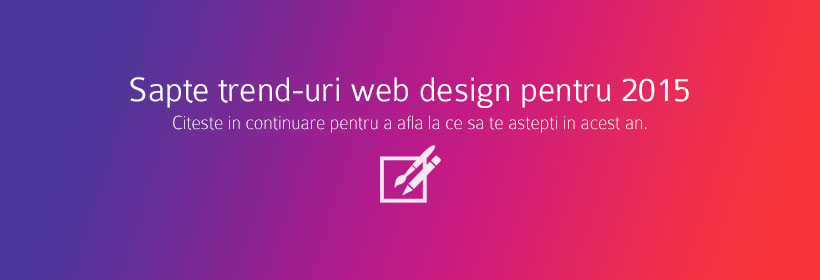 Sapte trend-uri web design pentru 2015
Citeste in continuare pentru a afla la ce sa te astepti in acest an.